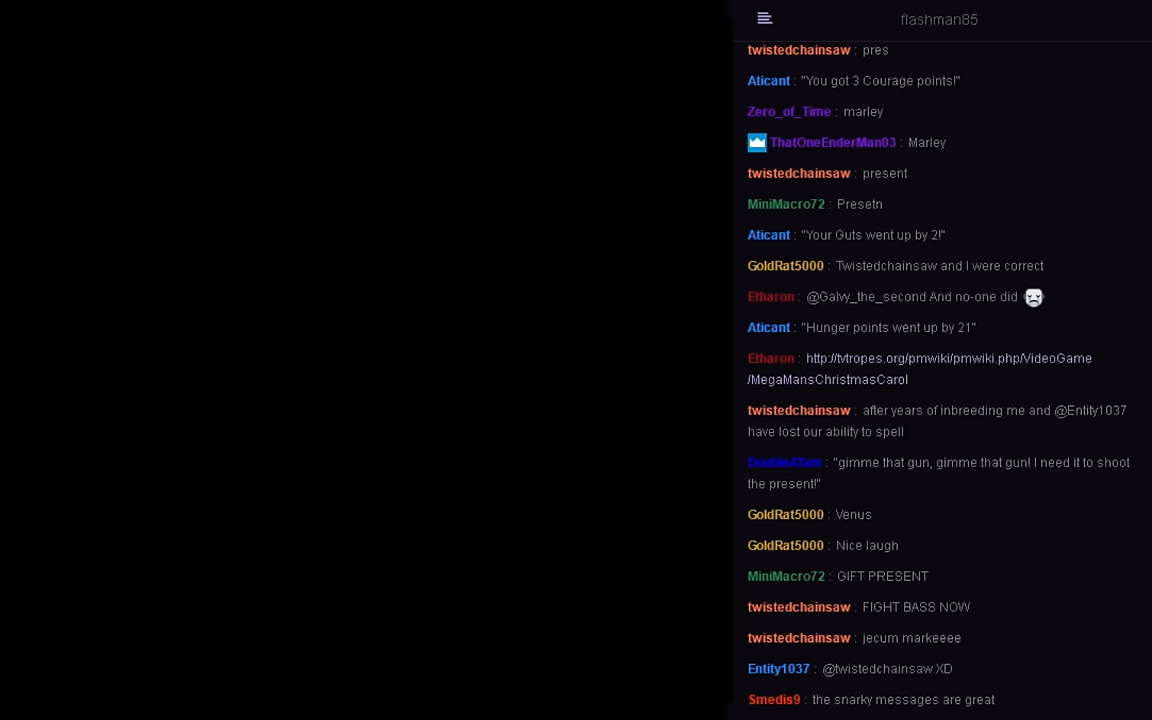 flashman85
twistedchainsaw : pres
Aticant : "You got 3 Courage points!"
Zero_of_Time : marley
ThatOneEnderMan03 : Marley
twistedchainsaw : present
MiniMacro72 : Presetn
Aticant : "Your Guts went up by 2!"
GoldRat5000 : Twistedchainsaw and I were correct
Etharon : @Galvy_the_second And no-one did
Aticant : "Hunger points went up by 21"
Etharon : http://tvtropes.org/pmwiki/pmwiki.php/VideoGame
/MegaMansChristmasCarol
twistedchainsaw : after years of inbreeding me and @Entity1037
have lost our ability to spell
: "gimme that gun, gimme that gun! I need it to shoot
the present!"
GoldRat5000 : Venus
GoldRat5000 : Nice laugh
MiniMacro72 : GIFT PRESENT
twistedchainsaw : FIGHT BASS NOW
twistedchainsaw : jecum markeeee
Entity1037 : @twistedchainsaw XD
Smedis9 : the snarky messages are great